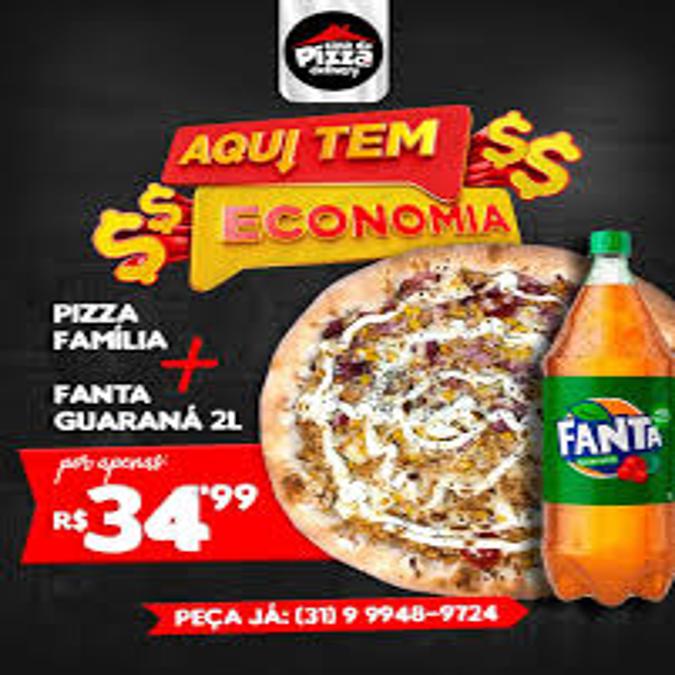 Pizza
delivery
AQUI TEM
ECONOMIA
$$
$$
PIZZA
FAMÍLIA +
FANTA
GUARANÁ 2L
por apenas:
R$34,99
FANTA
PEÇA JÁ: (31) 9 9948-9724